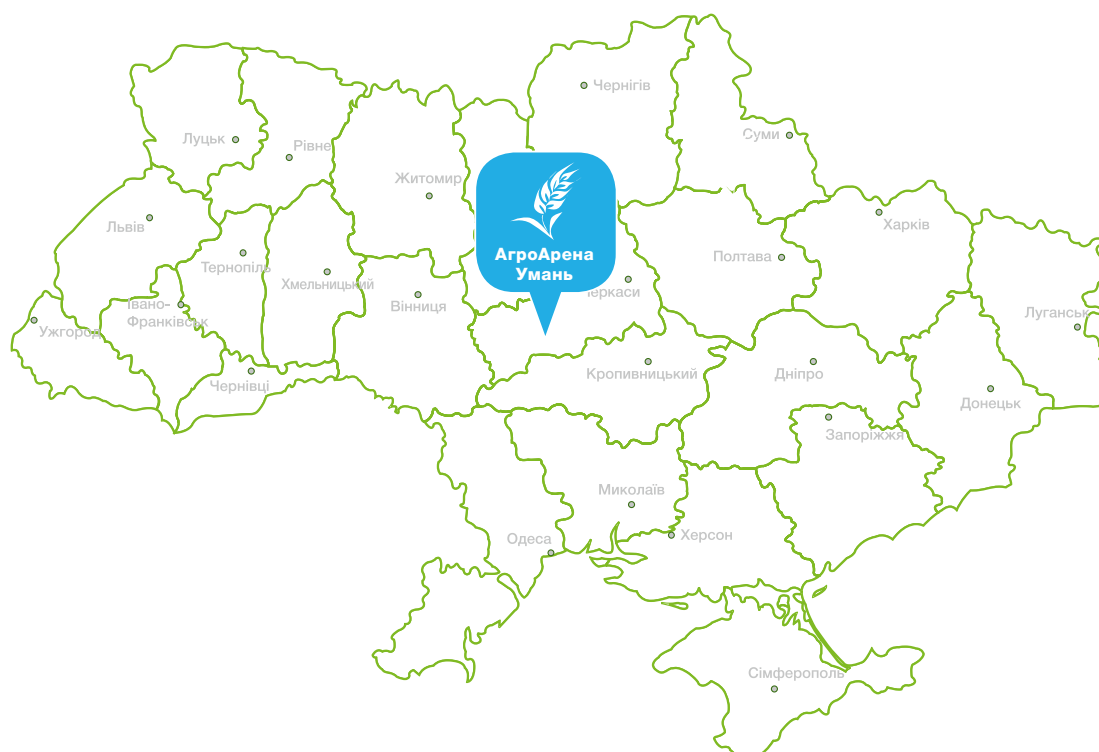 Чернігів
Суми
Луцьк
Рівне
Житомир
Львів
Харків
АгроАрена
Умань
Полтава
Тернопіль
Хмельницький
еркаси
Вінниця
Івано-
Франківськ
Ужгород
Луганськ
Чернівці
Кропивницький
Дніпро
Донецьк
Запоріжжя
Миколаїв
Одеса
Херсон
Сімферополь